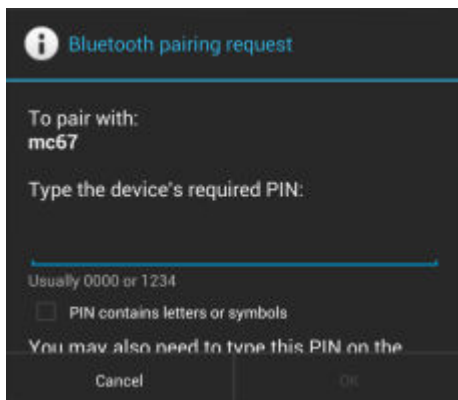 Bluetooth pairing request
To pair with:
mc67
Type the device's required PIN:
Usually 0000 or 1234
PIN contains letters or symbols
You may also need to type this PIN on the
Cancel
OK